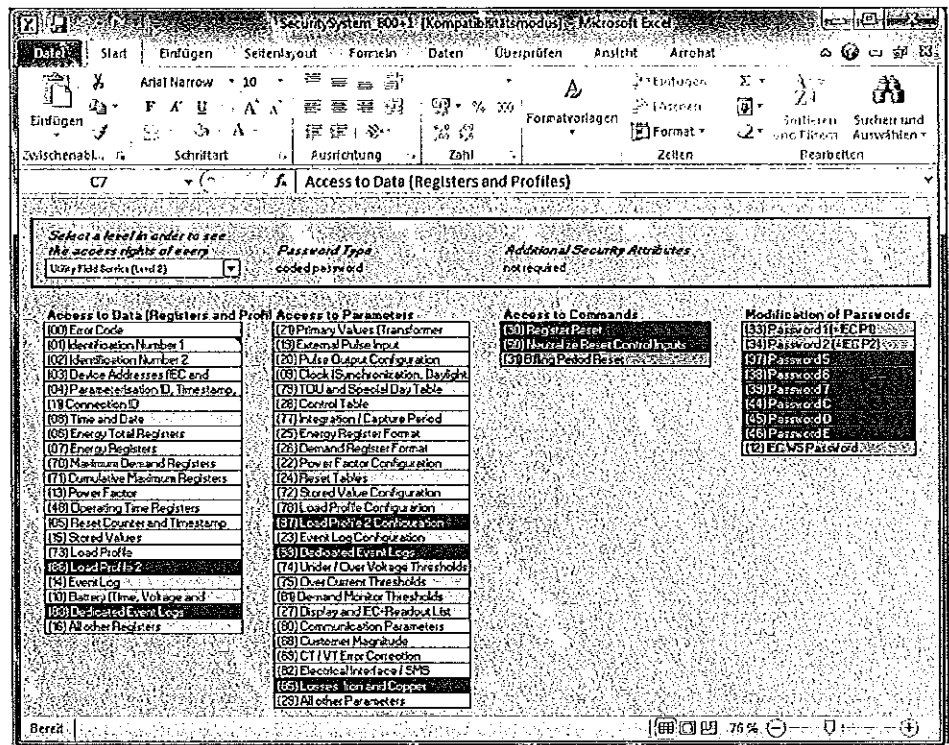 SecuritySystem_E00+1 [Kompatibilitätsmodus] - Microsoft Excel
Datei Start Einfügen Seitenlayout Formeln Daten Überprüfen Ansicht Acrobat
Arial Narrow 10
Einfügen
F K U
% 000
Formatvorlagen
Einfügen
Löschen
Format
Sortieren und Filtern
Suchen und Auswählen
Zwischenabl... Schriftart Ausrichtung Zahl Zellen Bearbeiten
C7 fx Access to Data (Registers and Profiles)
Select a level in order to see
the access rights of every
Utility Field Service (Level 2)
Password Type
coded password
Additional Security Attributes
not required
Access to Data (Registers and Profil
(00) Error Code
(01) Identification Number 1
(02) Identification Number 2
(03) Device Addresses (IEC and
(04) Parameterisation ID, Timestamp,
(11) Connection ID
(08) Time and Date
(06) Energy Total Registers
(07) Energy Registers
(70) Maximum Demand Registers
(71) Cumulative Maximum Registers
(13) Power Factor
(48) Operating Time Registers
(05) Reset Counter and Timestamp
(15) Stored Values
(73) Load Profile
(86) Load Profile 2
(14) Event Log
(10) Battery (Time, Voltage and
Dedicated Event Logs
(16) All other Registers
Access to Parameters
(21) Primary Values (Transformer
(19) External Pulse Input
(20) Pulse Output Configuration
(09) Clock (Synchronization, Daylight
(79) TOU and Special Day Table
(28) Control Table
(77) Integration / Capture Period
(25) Energy Register Format
(26) Demand Register Format
(22) Power Factor Configuration
(24) Reset Tables
(72) Stored Value Configuration
(78) Load Profile Configuration
(87) Load Profile 2 Configuration
(23) Event Log Configuration
Dedicated Event Logs
(74) Under / Over Voltage Thresholds
(75) Over Current Thresholds
(81) Demand Monitor Thresholds
(27) Display and IEC-Readout List
(80) Communication Parameters
(68) Customer Magnitude
(69) CT / VT Error Correction
(82) Electrical Interface / SMS
(85) Losses Iron and Copper
(29) All other Parameters
Access to Commands
(30) Register Reset
(59) Neutralize Reset Control Inputs
(31) Billing Period Reset
Modification of Passwords
(33) Password 1 (=IEC P1)
(34) Password 2 (=IEC P2)
(37) Password 5
(38) Password 6
(39) Password 7
(44) Password C
(45) Password D
(46) Password E
(12) IEC W5 Password
Bereit
76 %